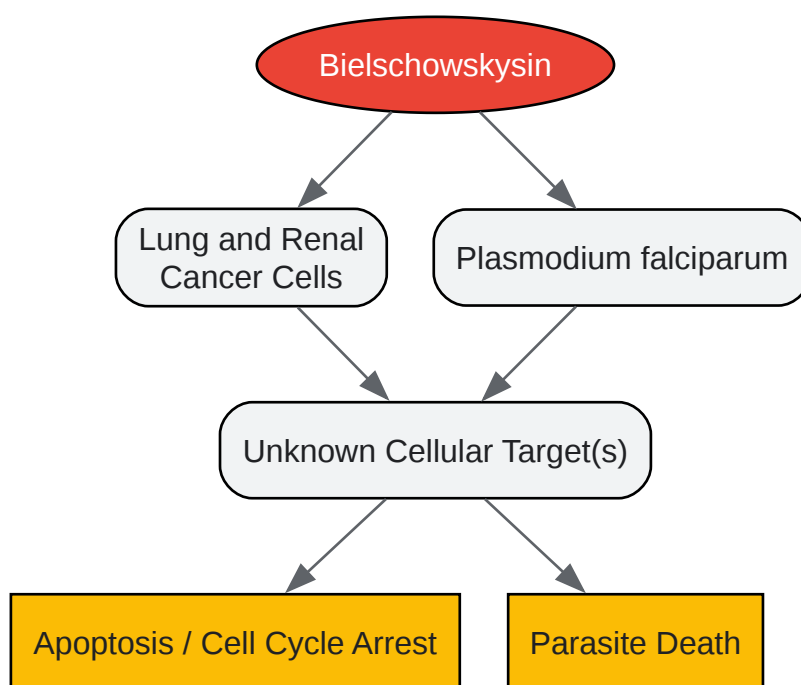 Bielschowskysin
Lung and Renal
Cancer Cells
Plasmodium falciparum
Unknown Cellular Target(s)
Apoptosis / Cell Cycle Arrest
Parasite Death